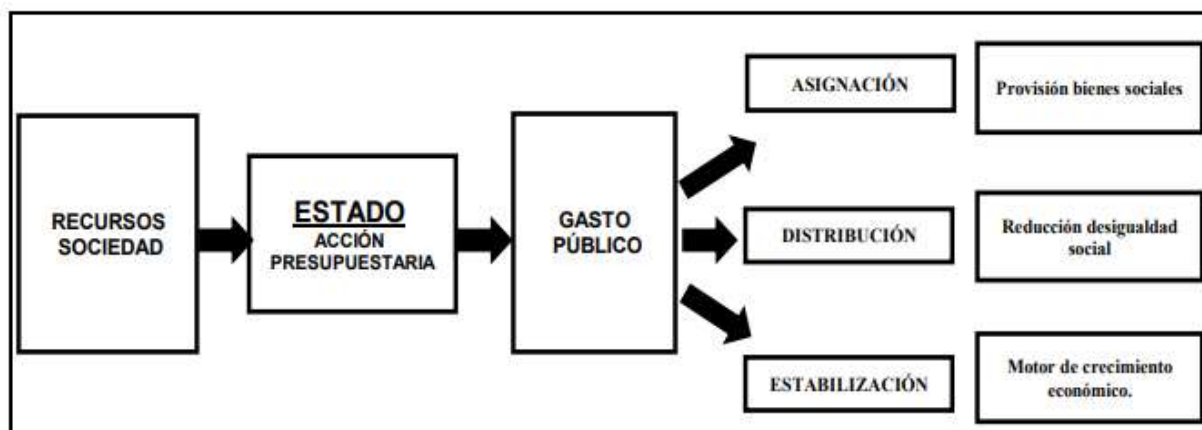 RECURSOS
SOCIEDAD
ESTADO
ACCIÓN
PRESUPUESTARIA
GASTO
PÚBLICO
ASIGNACIÓN
Provisión bienes sociales
DISTRIBUCIÓN
Reducción desigualdad
social
ESTABILIZACIÓN
Motor de crecimiento
económico.